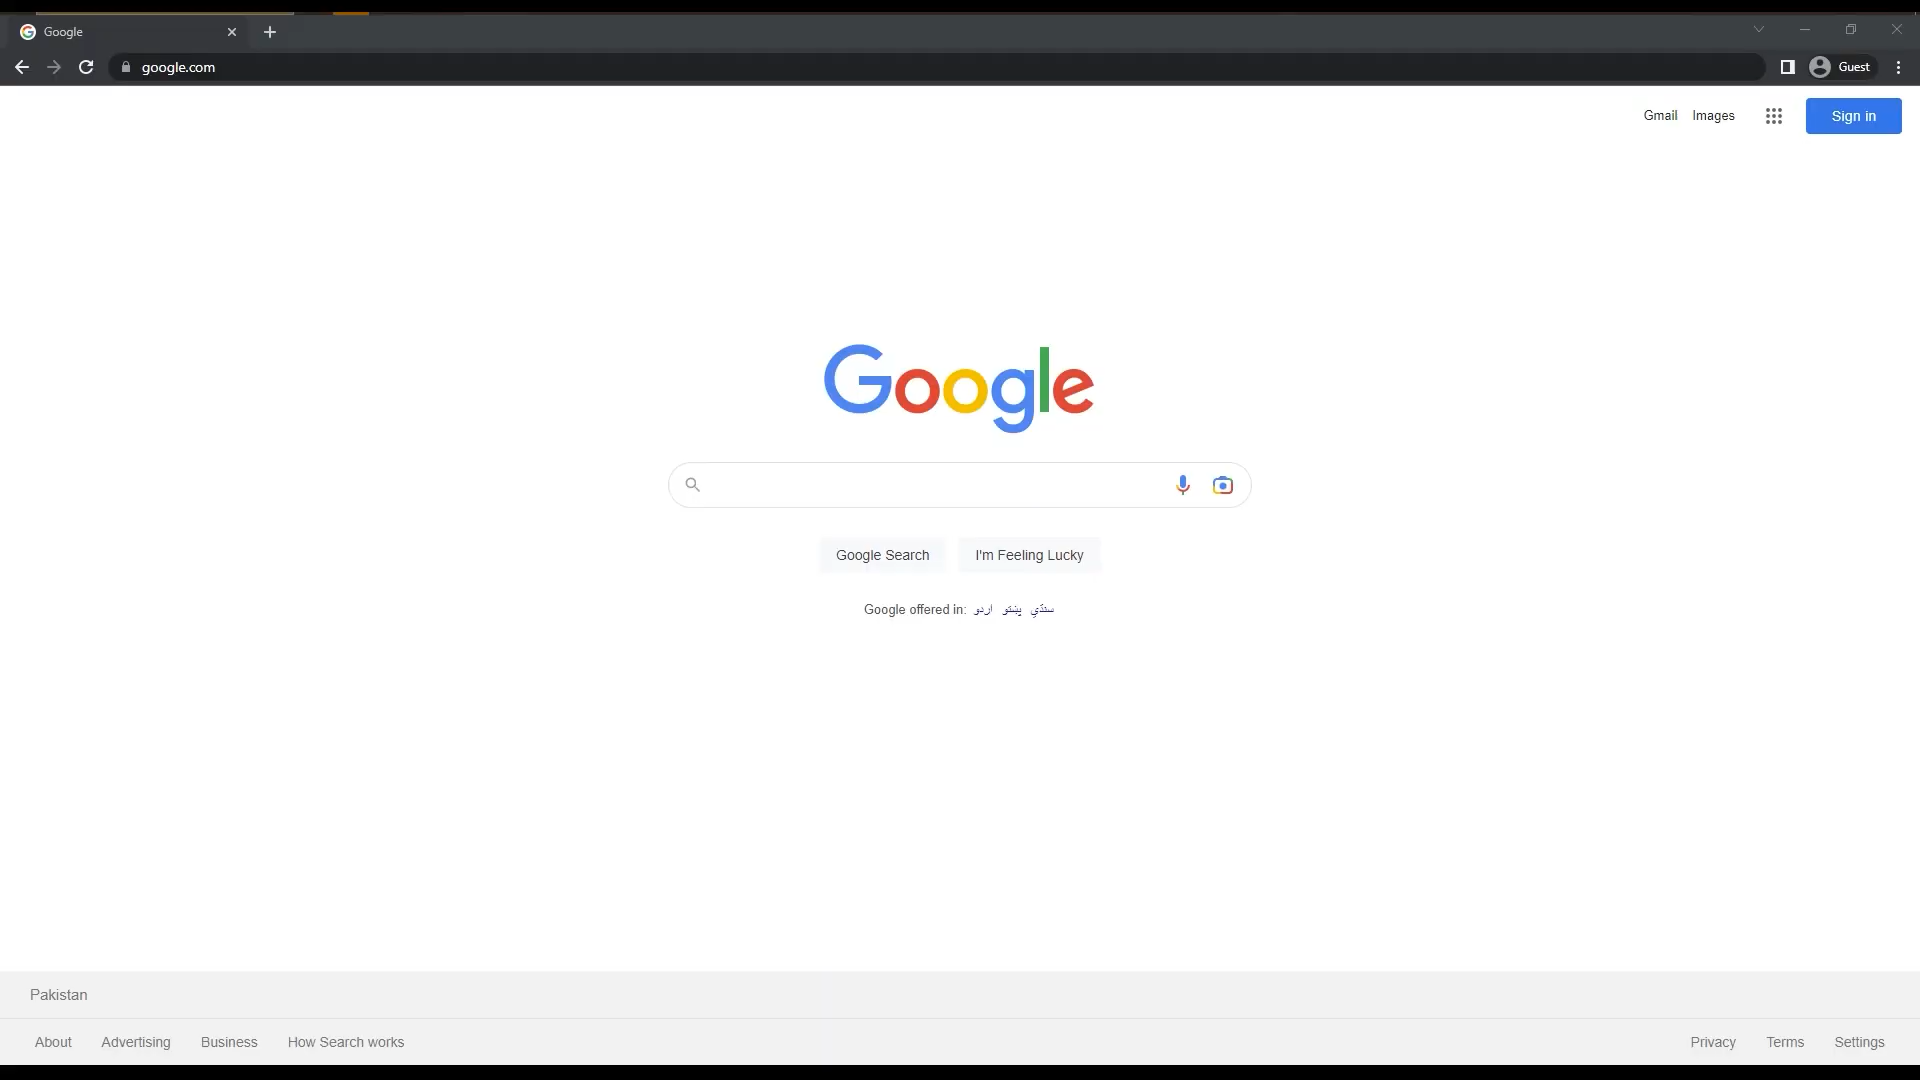 Google
google.com
Guest
Gmail Images
Sign in
Google
Google Search I'm Feeling Lucky
Google offered in: اردو پښتو سنڌي
Pakistan
About Advertising Business How Search works
Privacy Terms Settings